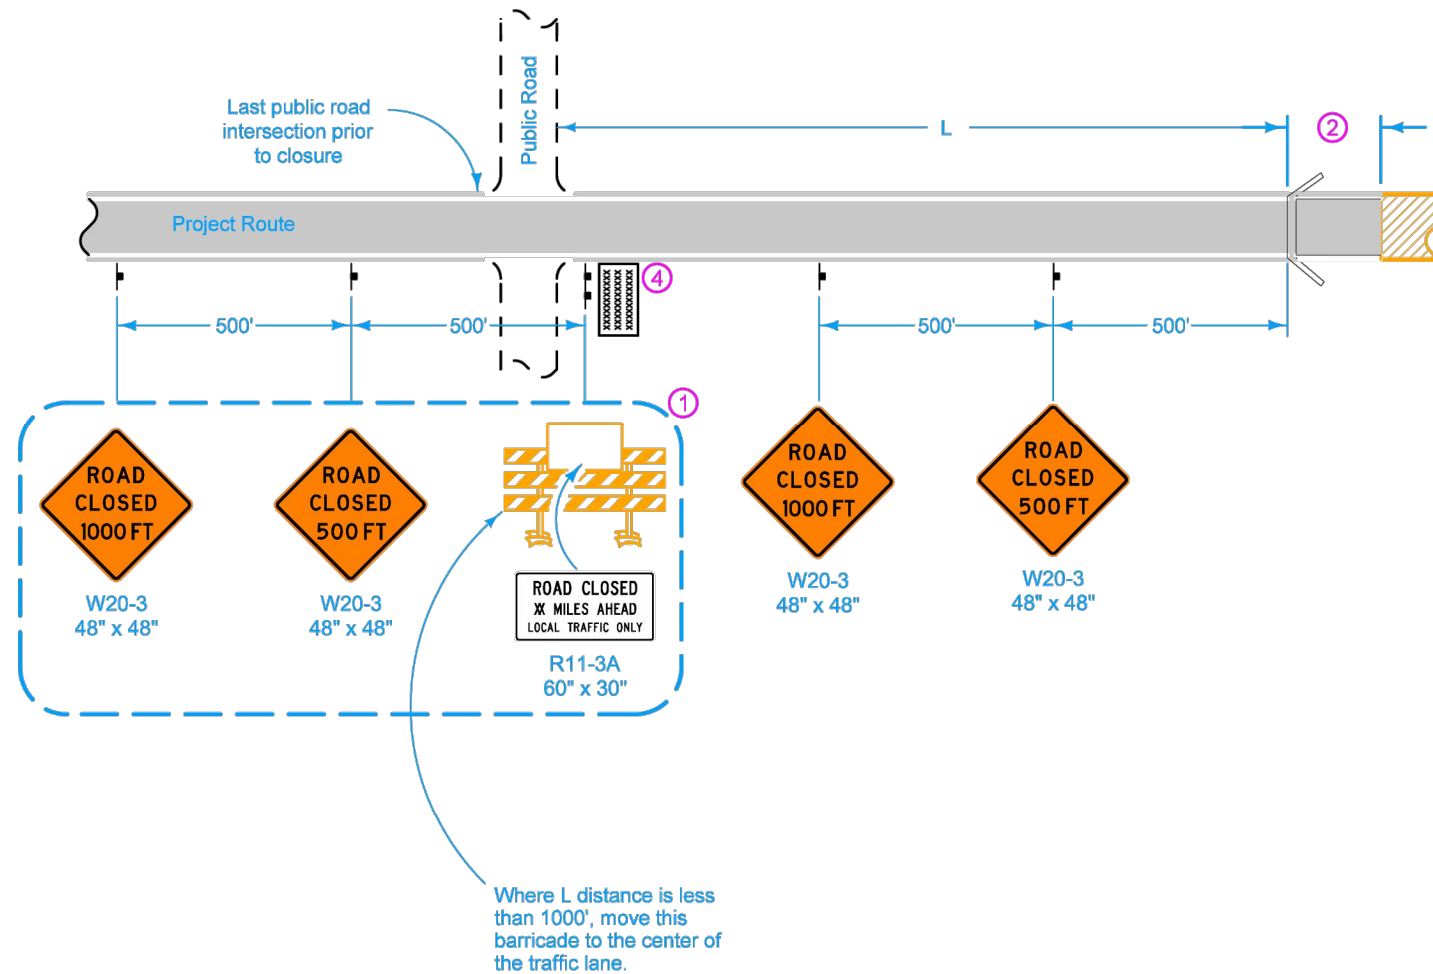 Public Road
Last public road
intersection prior
to closure
L
2
Project Route
4
XXXXXXXX
XXXXXXXX
XXXXXXXX
500'
500'
500'
500'
1
ROAD
CLOSED
1000 FT
W20-3
48" x 48"
ROAD
CLOSED
500 FT
W20-3
48" x 48"
ROAD CLOSED
XX MILES AHEAD
LOCAL TRAFFIC ONLY
R11-3A
60" x 30"
ROAD
CLOSED
1000 FT
W20-3
48" x 48"
ROAD
CLOSED
500 FT
W20-3
48" x 48"
Where L distance is less
than 1000', move this
barricade to the center of
the traffic lane.